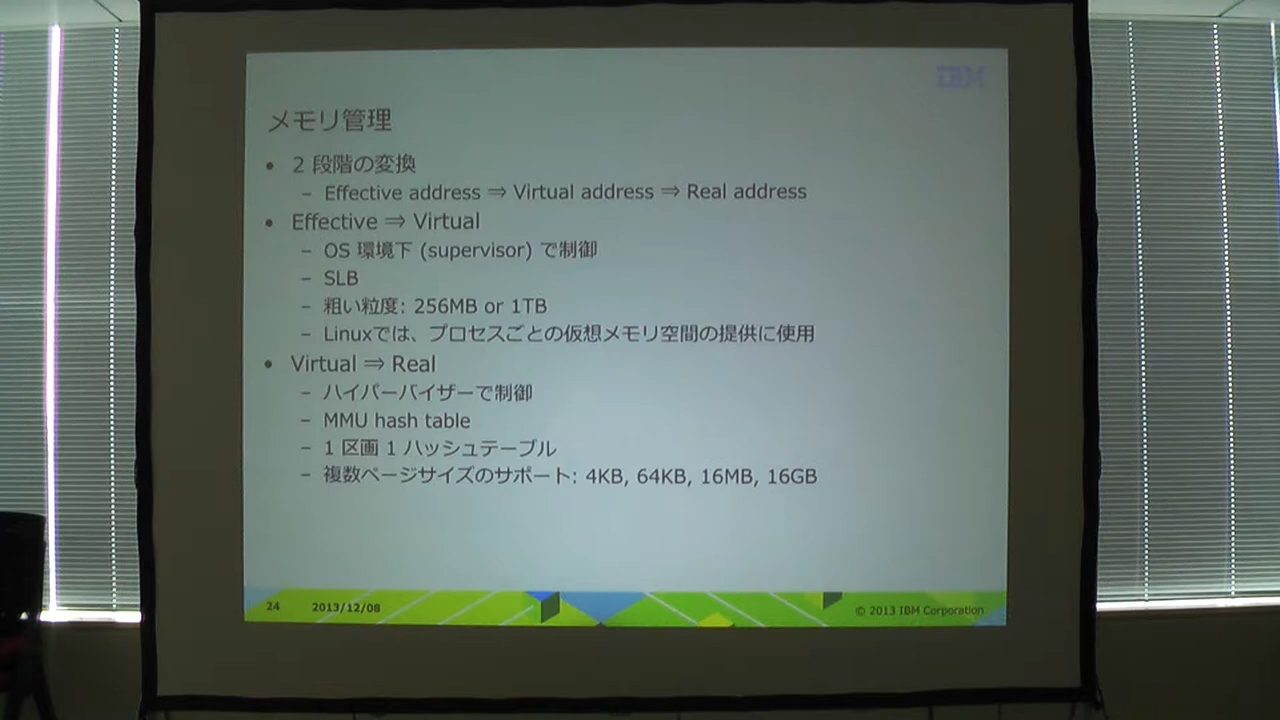 IBM
メモリ管理
• 2 段階の変換
– Effective address ⇒ Virtual address ⇒ Real address
• Effective ⇒ Virtual
– OS 環境下 (supervisor) で制御
– SLB
– 粗い粒度: 256MB or 1TB
– Linuxでは、プロセスごとの仮想メモリ空間の提供に使用
• Virtual ⇒ Real
– ハイパーバイザーで制御
– MMU hash table
– 1 区画 1 ハッシュテーブル
– 複数ページサイズのサポート: 4KB, 64KB, 16MB, 16GB
24 2013/12/08 © 2013 IBM Corporation